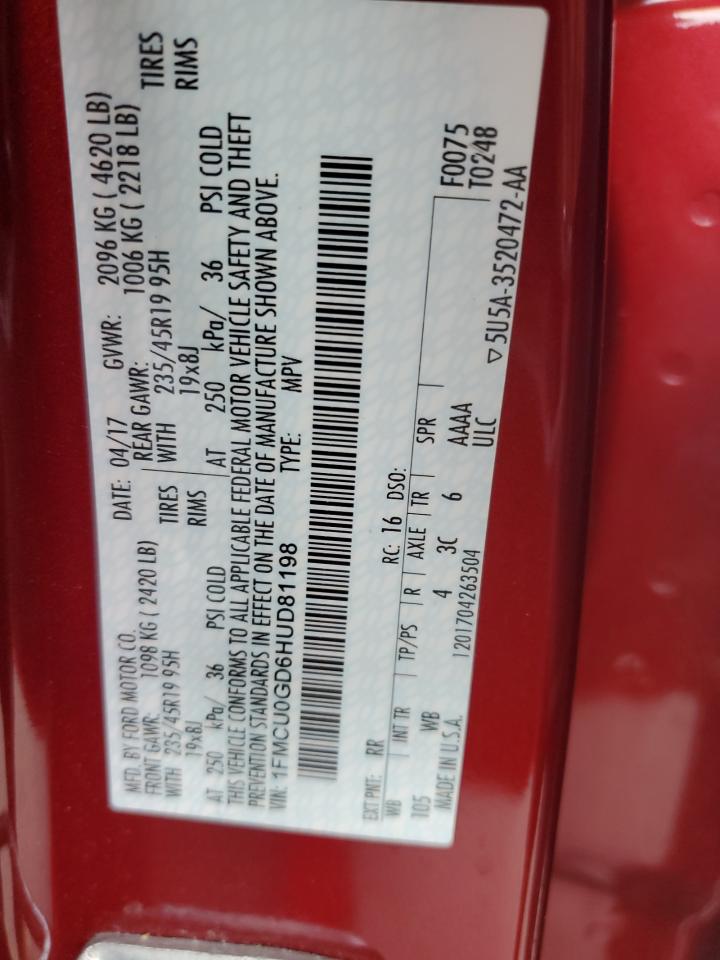 MFD. BY FORD MOTOR CO.
DATE: 04/17 GVWR: 2096 KG ( 4620 LB)
FRONT GAWR: 1098 KG ( 2420 LB) REAR GAWR: 1006 KG ( 2218 LB)
WITH 235/45R19 95H TIRES WITH 235/45R19 95H TIRES
19x8J RIMS 19x8J RIMS
AT 250 kPa/ 36 PSI COLD AT 250 kPa/ 36 PSI COLD
THIS VEHICLE CONFORMS TO ALL APPLICABLE FEDERAL MOTOR VEHICLE SAFETY AND THEFT
PREVENTION STANDARDS IN EFFECT ON THE DATE OF MANUFACTURE SHOWN ABOVE.
VIN: 1FMCU0GD6HUD81198 TYPE: MPV
EXT PNT: RR RC: 16 DSO: F0075
T0248
WB INT TR TP/PS R AXLE TR SPR
105 WB 4 3C 6 AAAA
MADE IN U.S.A. 1201704263504 ULC
▽5U5A-3520472-AA